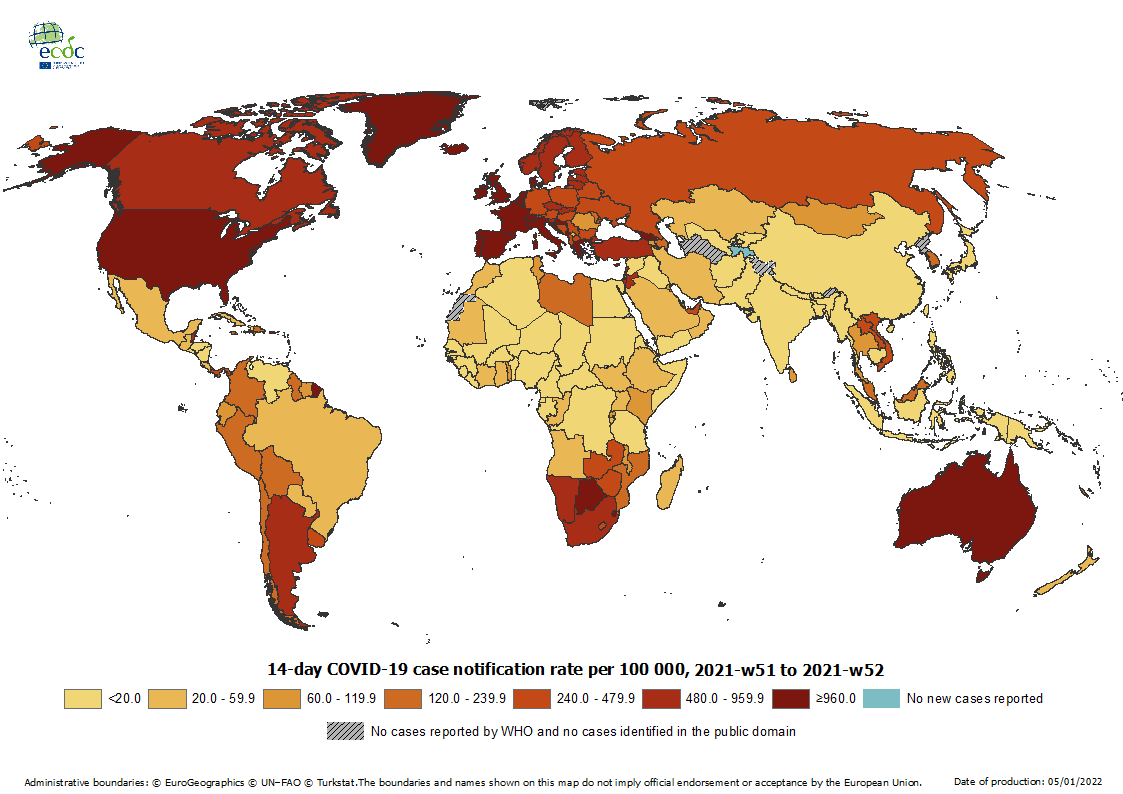 ecdc
14-day COVID-19 case notification rate per 100 000, 2021-w51 to 2021-w52
<20.0 20.0 - 59.9 60.0 - 119.9 120.0 - 239.9 240.0 - 479.9 480.0 - 959.9 ≥960.0 No new cases reported
No cases reported by WHO and no cases identified in the public domain
Administrative boundaries: © EuroGeographics © UN–FAO © Turkstat.The boundaries and names shown on this map do not imply official endorsement or acceptance by the European Union. Date of production: 05/01/2022